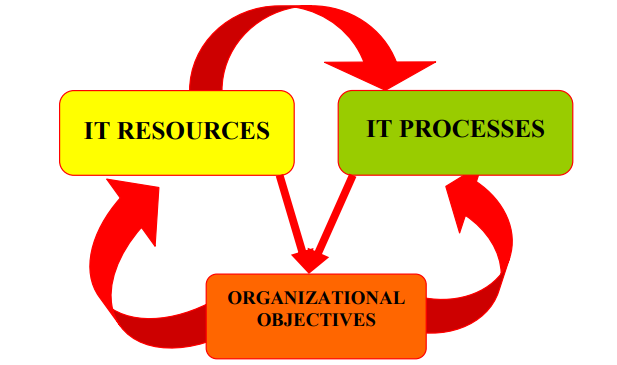 IT RESOURCES
IT PROCESSES
ORGANIZATIONAL
OBJECTIVES